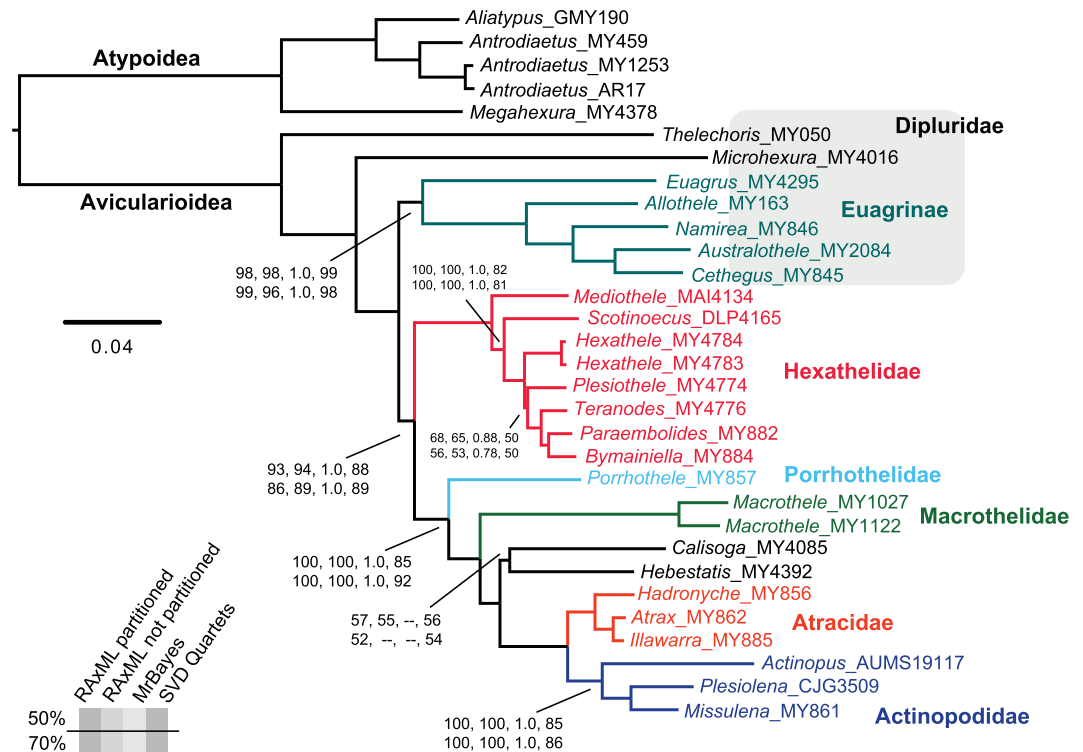 Aliatypus_GMY190
Antrodiaetus_MY459
Atypoidea
Antrodiaetus_MY1253
Antrodiaetus_AR17
Megahexura_MY4378
Dipluridae
Thelechoris_MY050
Microhexura_MY4016
Euagrus_MY4295
Avicularioidea
Allothele_MY163
Euagrinae
Namirea_MY846
Australothele_MY2084
Cethegus_MY845
98, 98, 1.0, 99
99, 96, 1.0, 98
100, 100, 1.0, 82
100, 100, 1.0, 81
Mediothele_MAI4134
Scotinoecus_DLP4165
0.04
Hexathele_MY4784
Hexathele_MY4783
Hexathelidae
Plesiothele_MY4774
Teranodes_MY4776
Paraembolides_MY882
Bymainiella_MY884
68, 65, 0.88, 50
56, 53, 0.78, 50
93, 94, 1.0, 88
86, 89, 1.0, 89
Porrhothele_MY857
Porrhothelidae
Macrothele_MY1027
Macrothele_MY1122
Macrothelidae
Calisoga_MY4085
Hebestatis_MY4392
100, 100, 1.0, 85
100, 100, 1.0, 92
Hadronyche_MY856
Atrax_MY862
Illawarra_MY885
Atracidae
57, 55, --, 56
52, --, --, 54
Actinopus_AUMS19117
Plesiolena_CJG3509
Missulena_MY861
Actinopodidae
100, 100, 1.0, 85
100, 100, 1.0, 86
RAxML partitioned
RAxML not partitioned
MrBayes
SVD Quartets
50%
70%